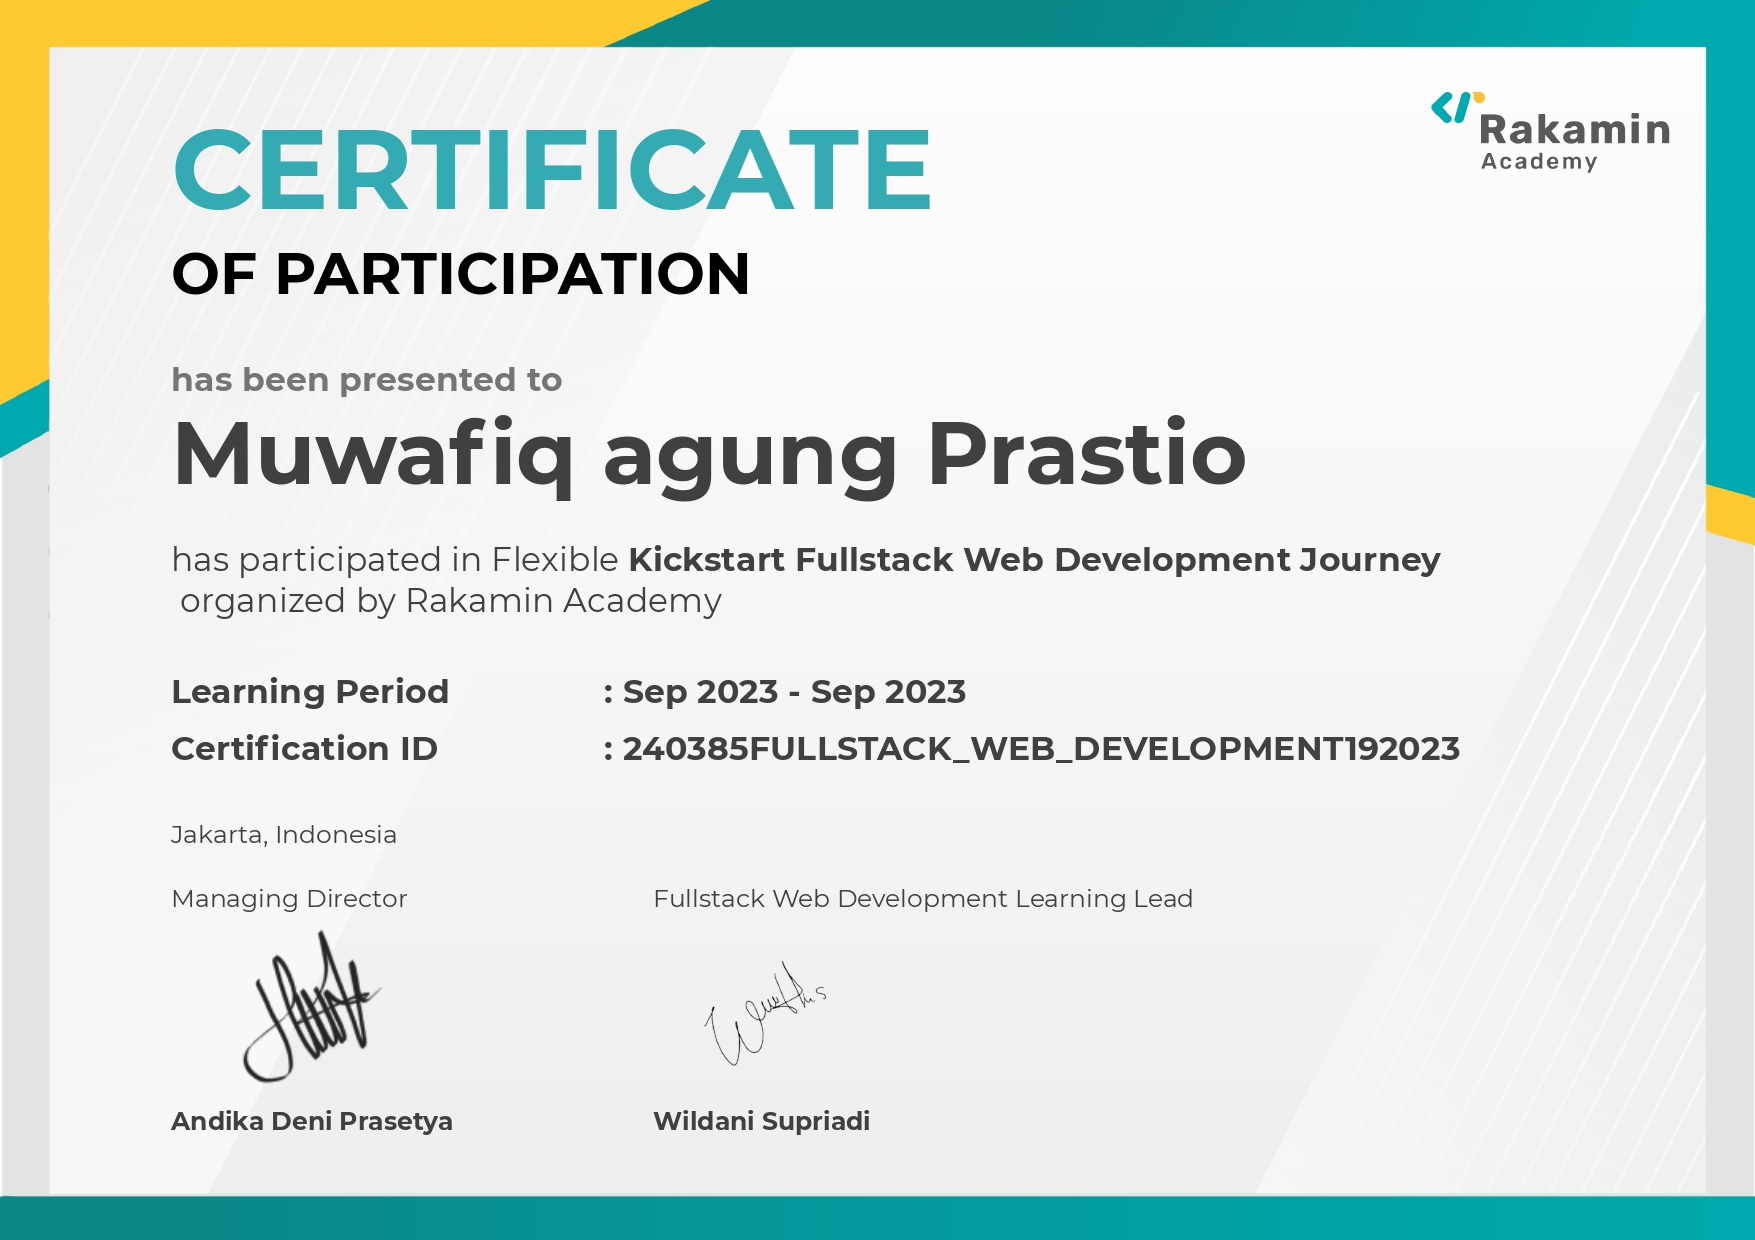 Rakamin
Academy
CERTIFICATE
OF PARTICIPATION
has been presented to
Muwafiq agung Prastio
has participated in Flexible Kickstart Fullstack Web Development Journey
organized by Rakamin Academy
Learning Period : Sep 2023 - Sep 2023
Certification ID : 240385FULLSTACK_WEB_DEVELOPMENT192023
Jakarta, Indonesia
Managing Director Fullstack Web Development Learning Lead
Andika Deni Prasetya Wildani Supriadi